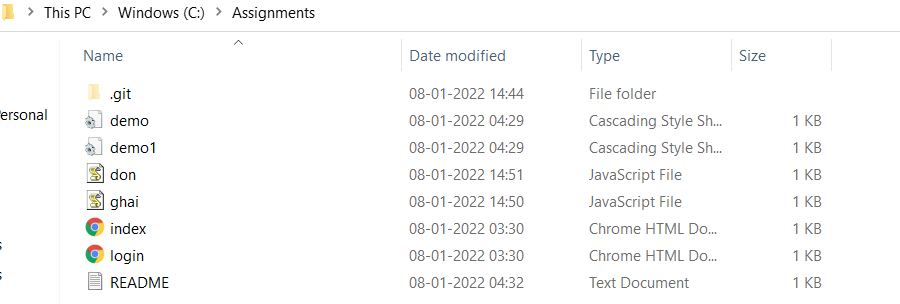 This PC > Windows (C:) > Assignments
Name Date modified Type Size
.git 08-01-2022 14:44 File folder
ersonal
demo 08-01-2022 04:29 Cascading Style Sh... 1 KB
demo1 08-01-2022 04:29 Cascading Style Sh... 1 KB
don 08-01-2022 14:51 JavaScript File 1 KB
ghai 08-01-2022 14:50 JavaScript File 1 KB
index 08-01-2022 03:30 Chrome HTML Do... 1 KB
s
login 08-01-2022 03:30 Chrome HTML Do... 1 KB
s
README 08-01-2022 04:32 Text Document 1 KB